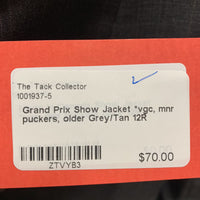 The Tack Collector
1001937-5
Grand Prix Show Jacket *vgc, mnr
puckers, older Grey/Tan 12R
ZTVYB3
$70.00